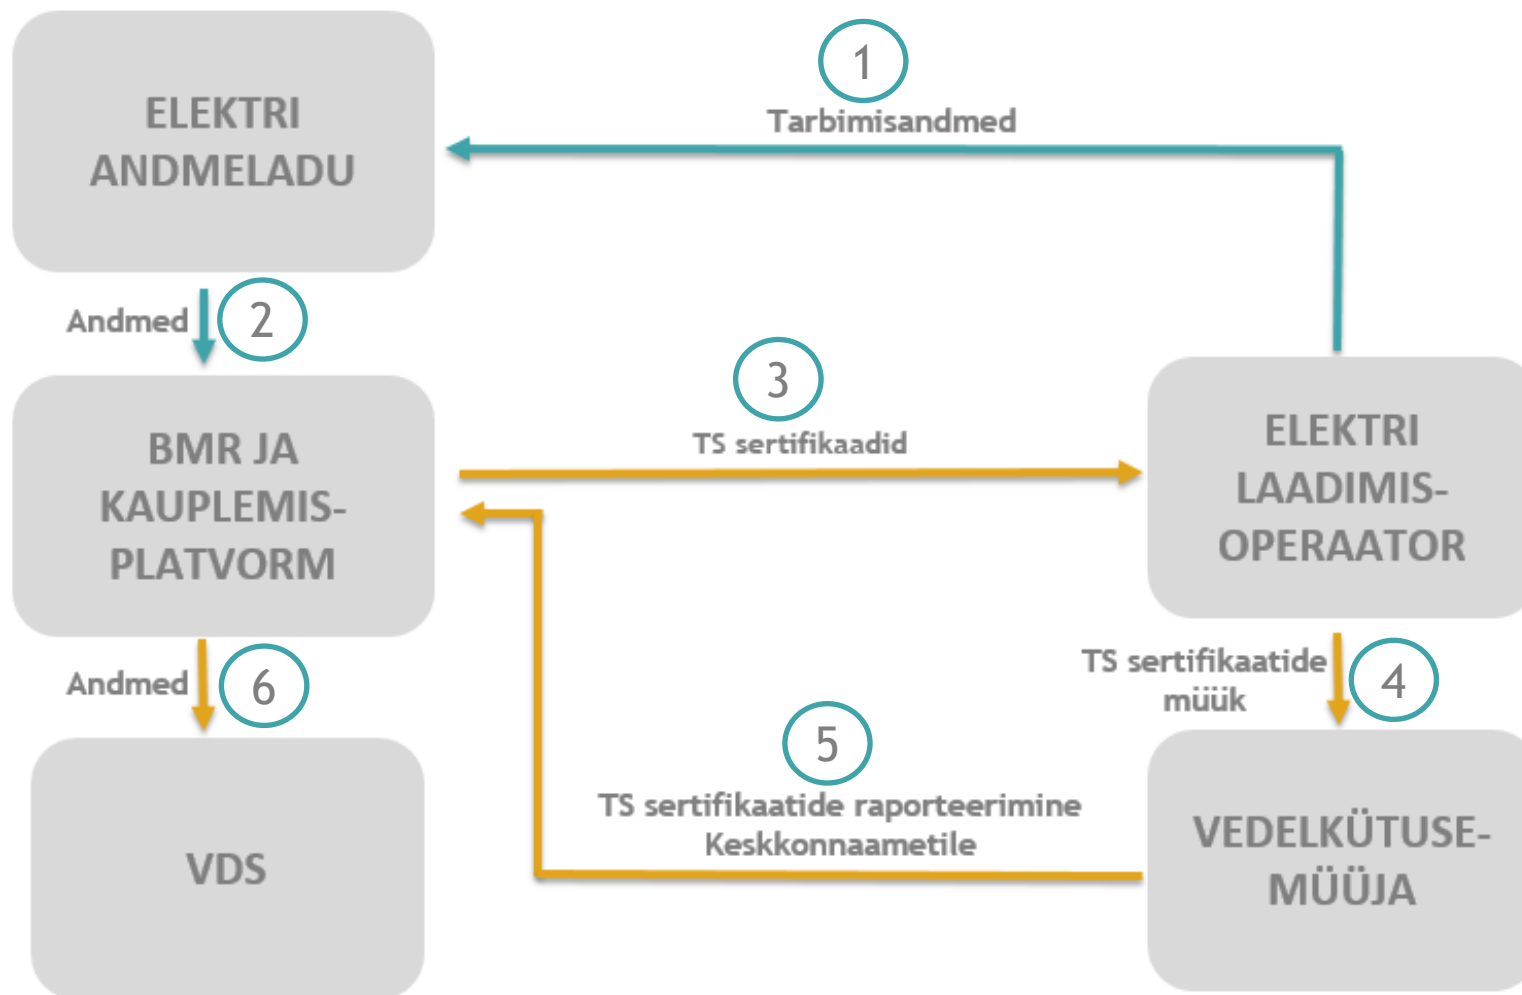 1
Tarbimisandmed
ELEKTRI
ANDMELADU
Andmed
2
3
TS sertifikaadid
BMR JA
KAUPLEMIS-
PLATVORM
ELEKTRI
LAADIMIS-
OPERAATOR
Andmed
6
TS sertifikaatide
müük
4
5
TS sertifikaatide raporteerimine
Keskkonnaametile
VDS
VEDELKÜTUSE-
MÜÜJA